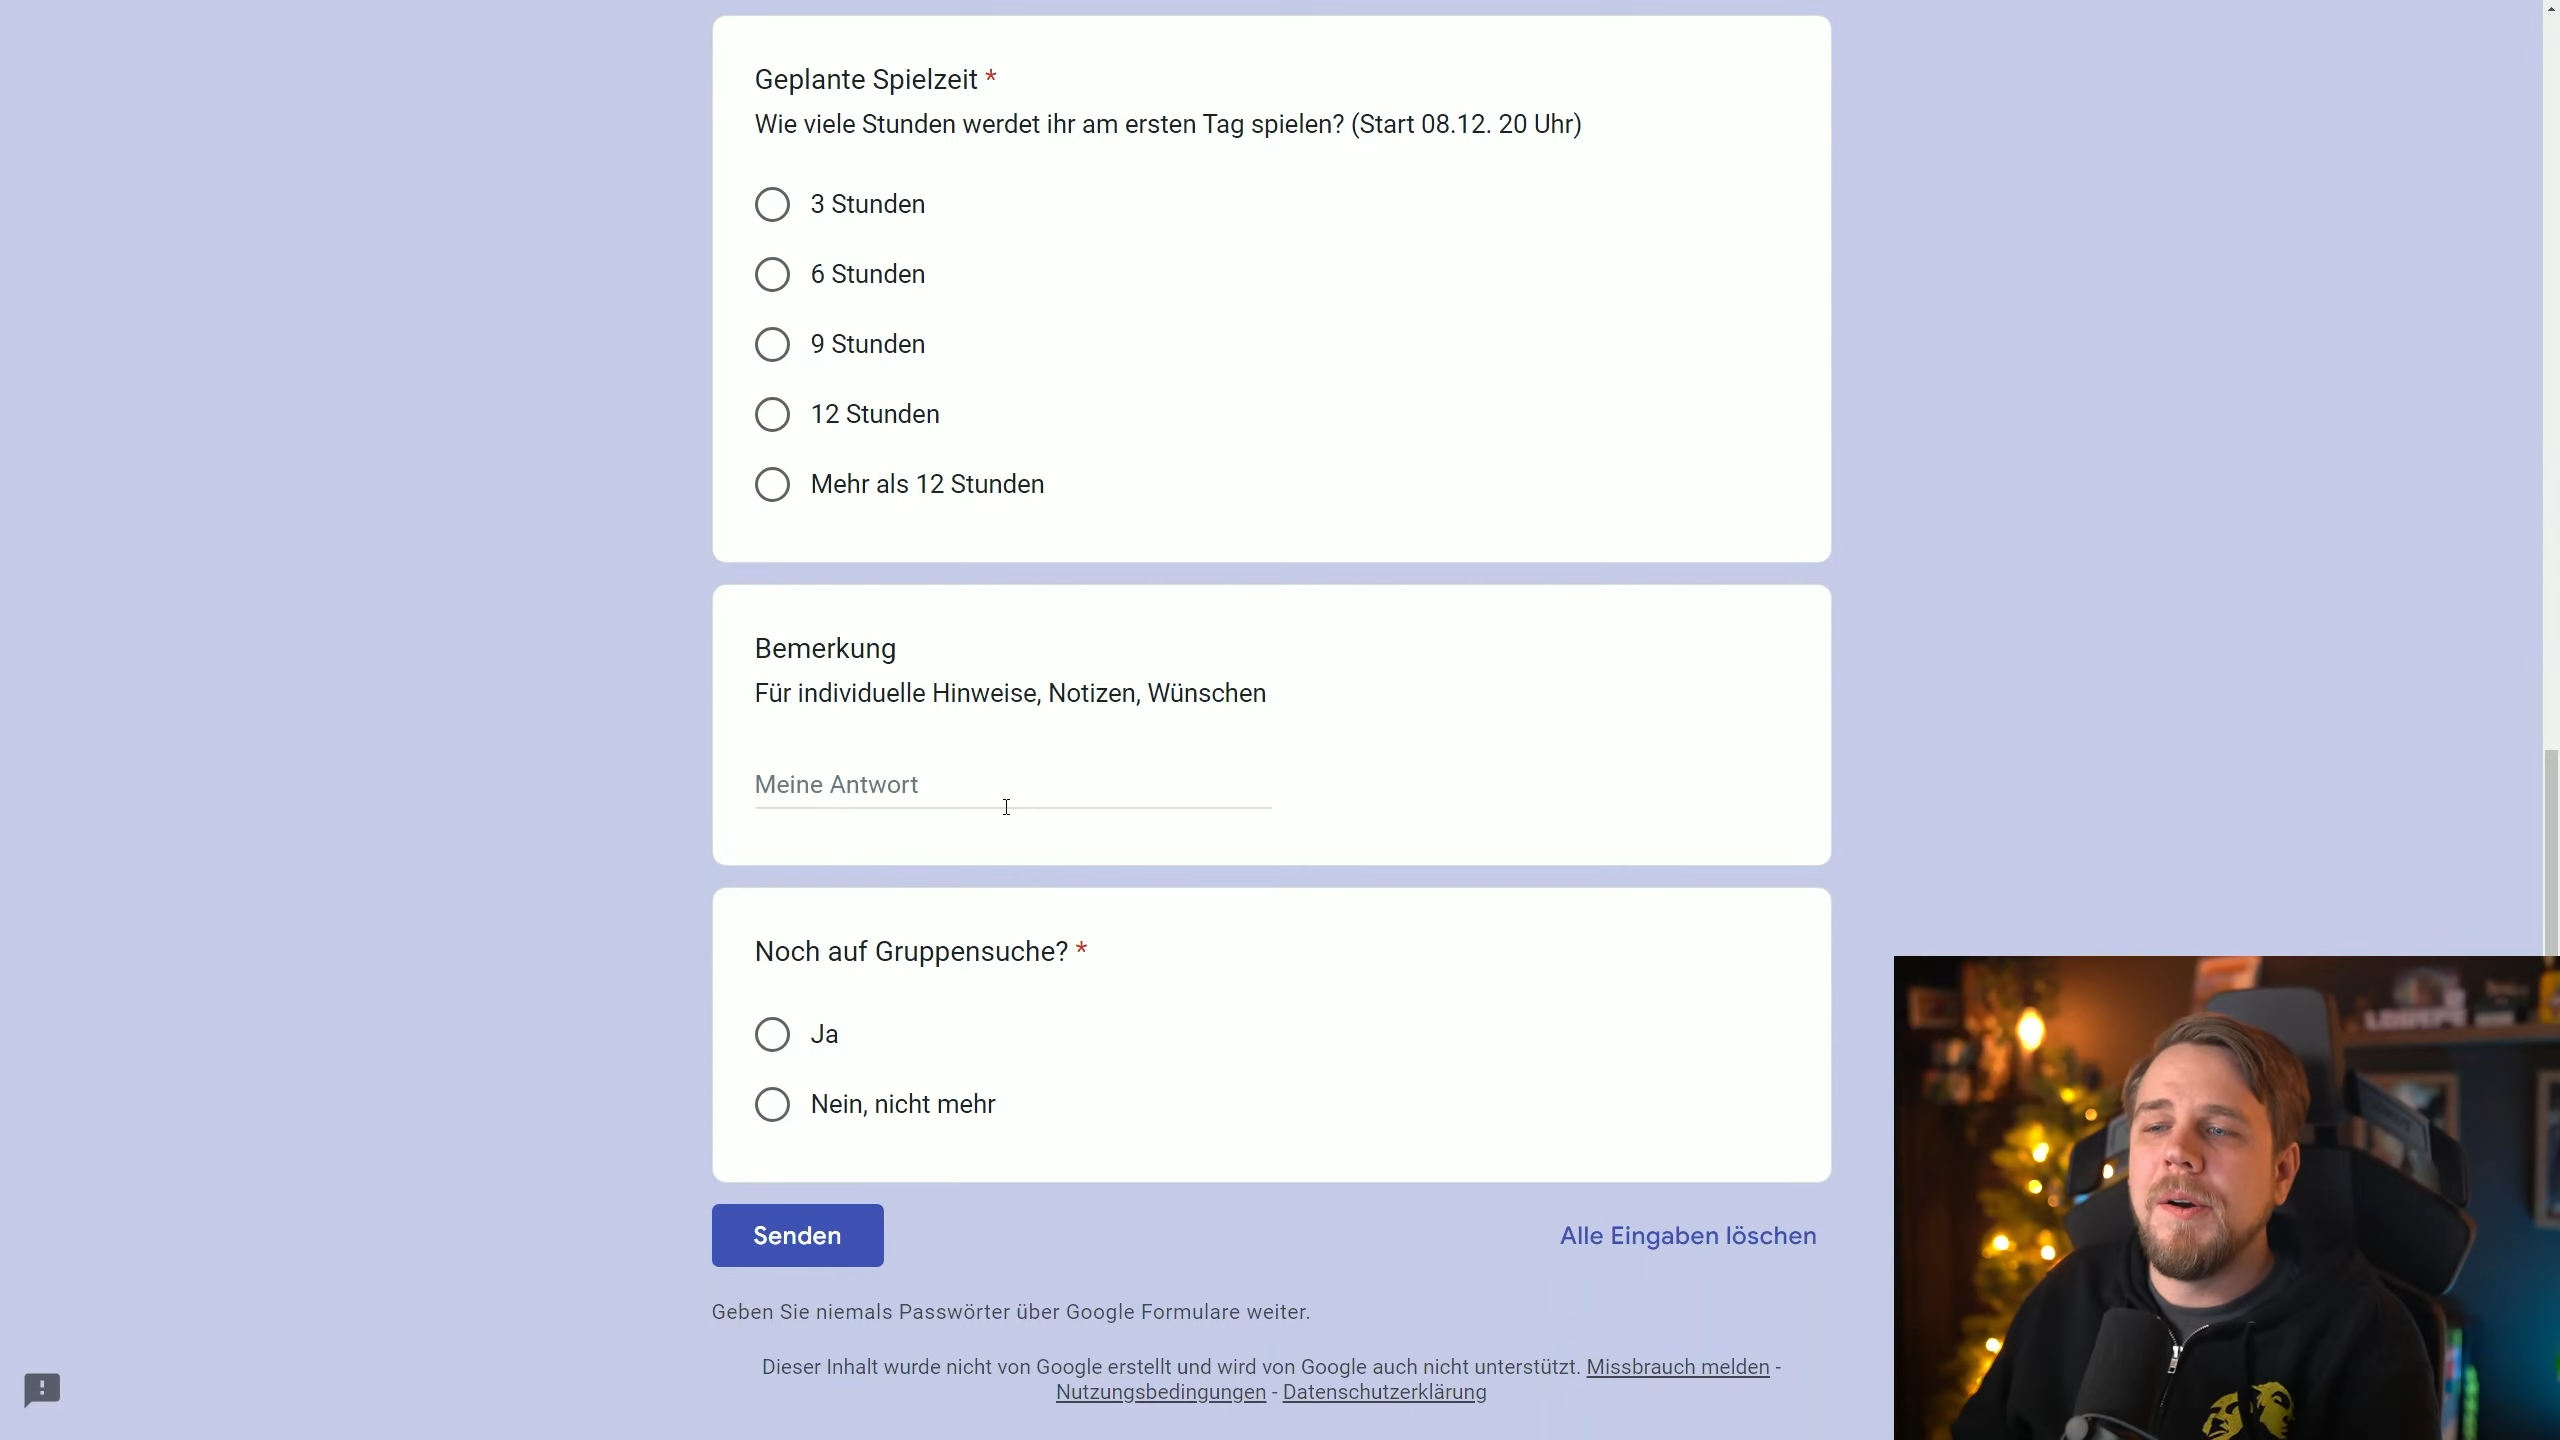 Geplante Spielzeit *
Wie viele Stunden werdet ihr am ersten Tag spielen? (Start 08.12. 20 Uhr)
3 Stunden
6 Stunden
9 Stunden
12 Stunden
Mehr als 12 Stunden
Bemerkung
Für individuelle Hinweise, Notizen, Wünschen
Meine Antwort
Noch auf Gruppensuche? *
Ja
Nein, nicht mehr
Senden
Alle Eingaben löschen
Geben Sie niemals Passwörter über Google Formulare weiter.
Dieser Inhalt wurde nicht von Google erstellt und wird von Google auch nicht unterstützt. Missbrauch melden -
Nutzungsbedingungen - Datenschutzerklärung